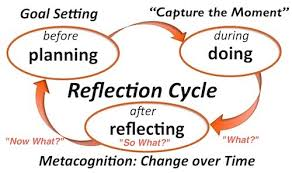 Goal Setting
“Capture the Moment”
before
planning
during
doing
Reflection Cycle
after
reflecting
"Now What?"
"So What?"
"What?"
Metacognition: Change over Time